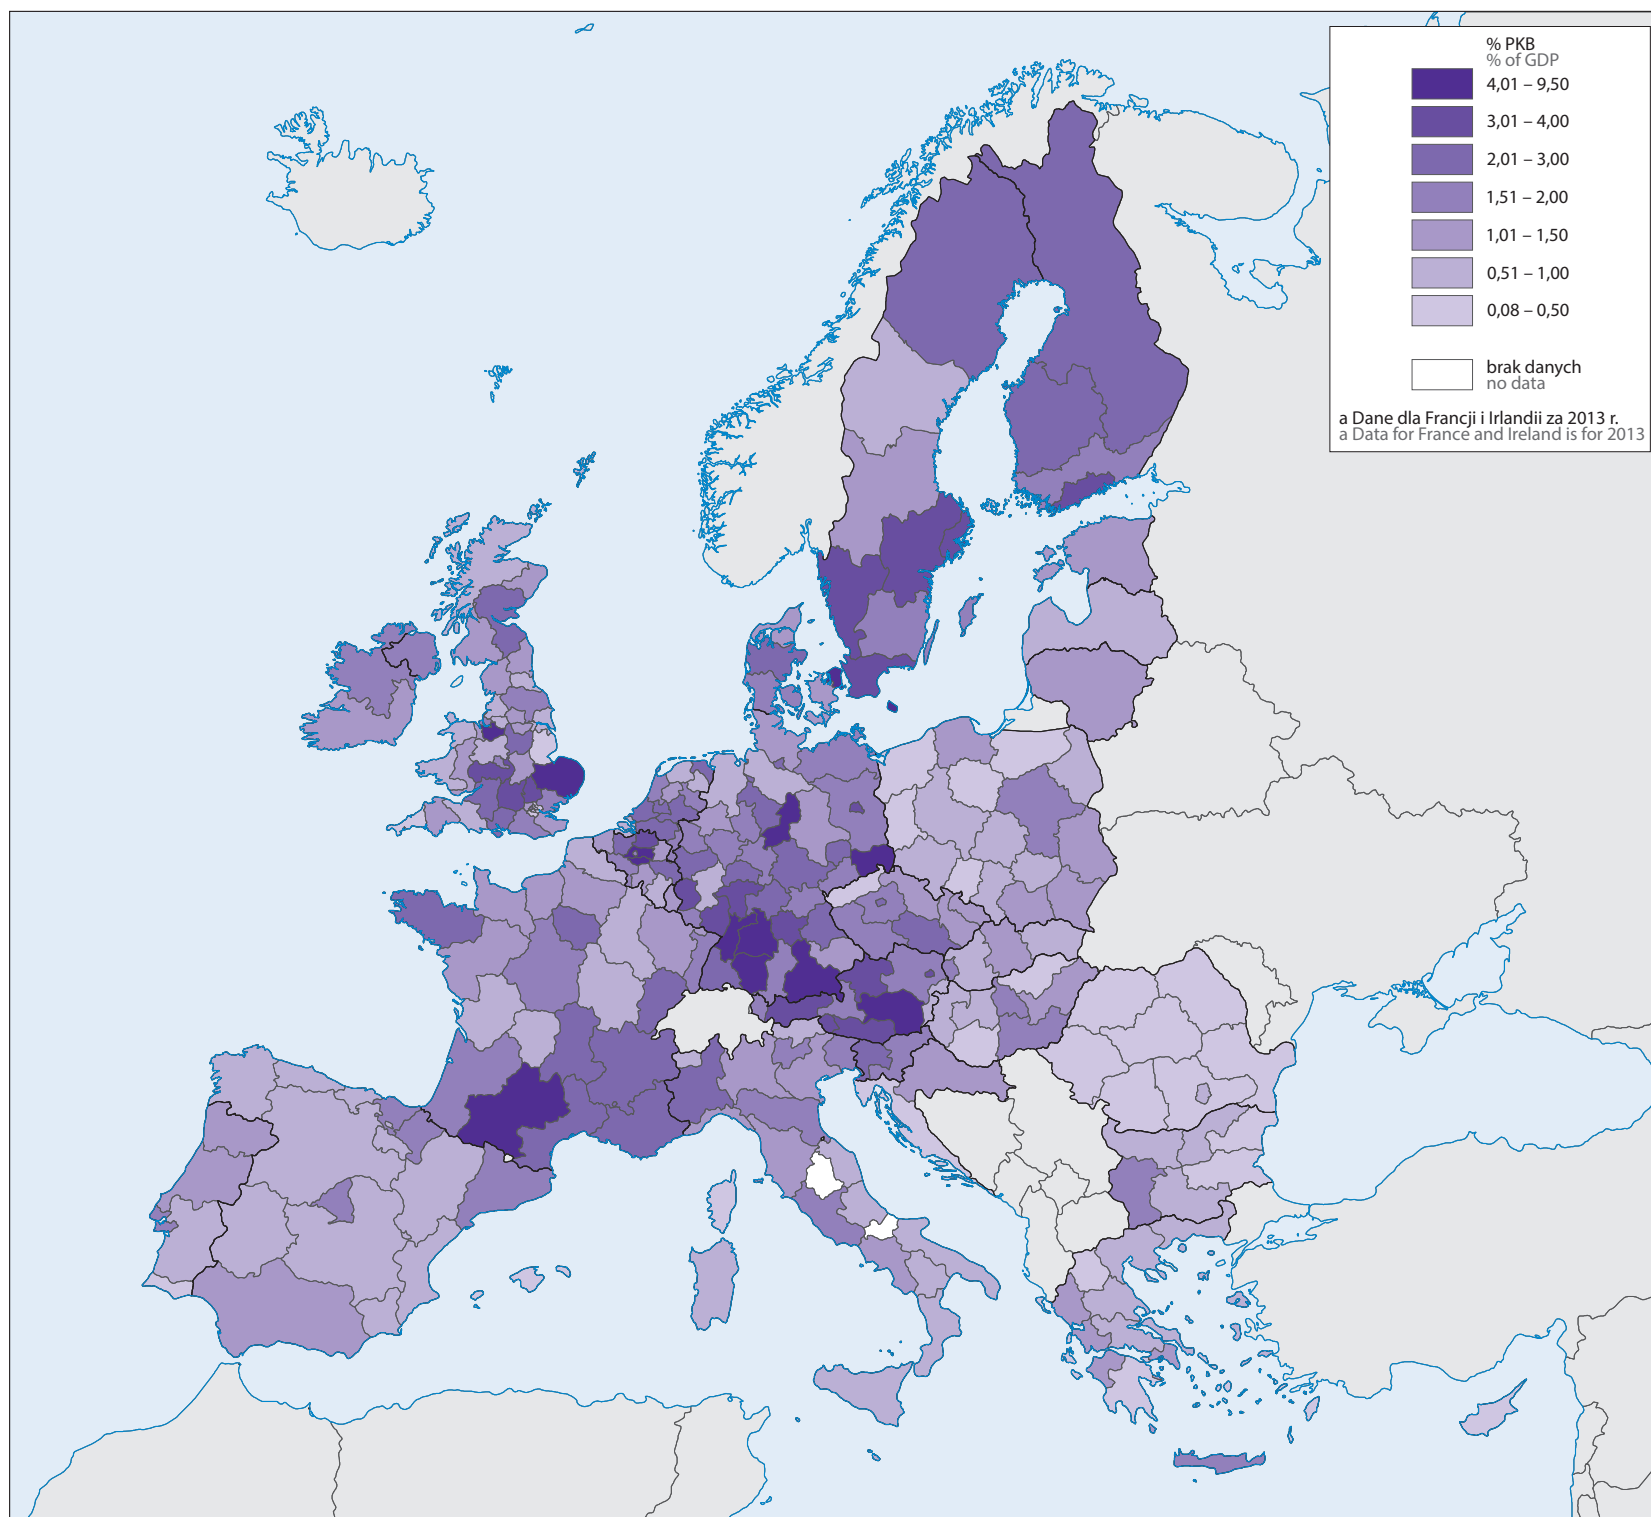 % PKB
% of GDP
4,01 – 9,50
3,01 – 4,00
2,01 – 3,00
1,51 – 2,00
1,01 – 1,50
0,51 – 1,00
0,08 – 0,50
brak danych
no data
a Dane dla Francji i Irlandii za 2013 r.
a Data for France and Ireland is for 2013